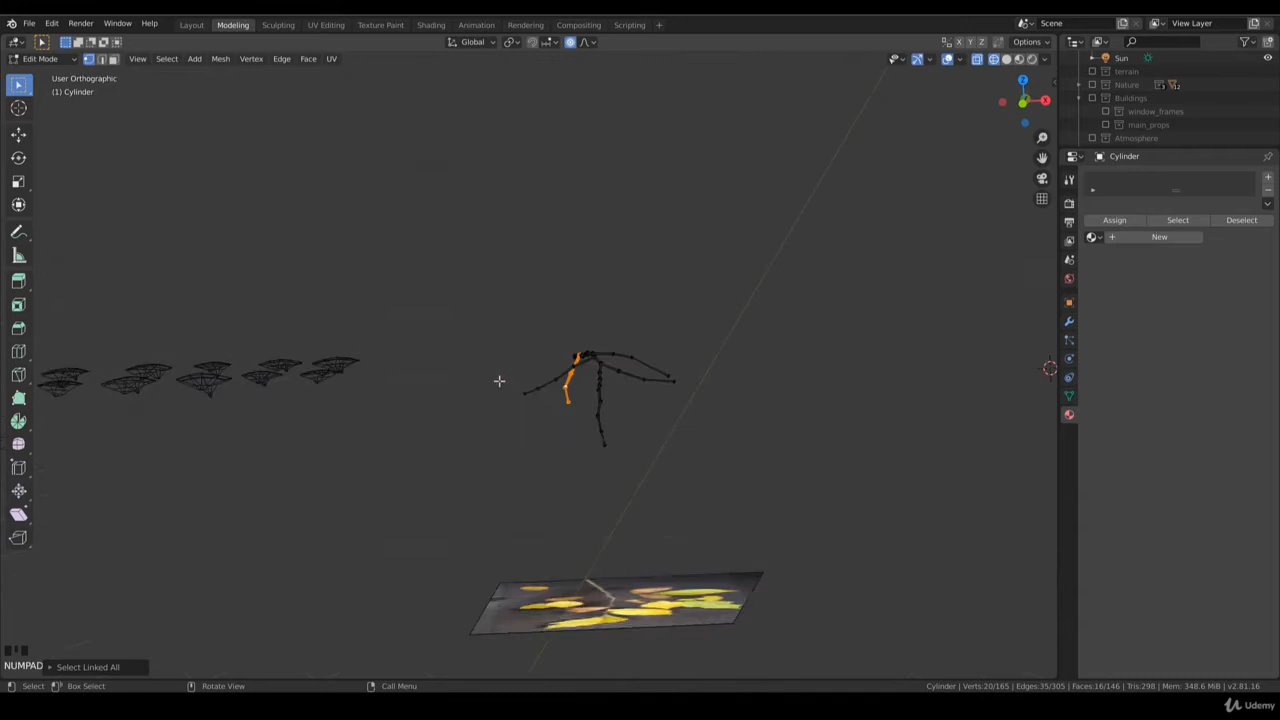 File Edit Render Window Help Layout Modeling Sculpting UV Editing Texture Paint Shading Animation Rendering Compositing Scripting + Scene View Layer
Global X Y Z Options
Edit Mode View Select Add Mesh Vertex Edge Face UV
User Orthographic
(1) Cylinder
Z
X
Sun
terrain
Nature 3 12
Buildings
window_frames
main_props
Atmosphere
Cylinder
Assign Select Deselect
+ New
NUMPAD Select Linked All
Select Box Select Rotate View Call Menu Cylinder | Verts:20/165 | Edges:35/305 | Faces:16/146 | Tris:298 | Mem: 348.6 MiB | v2.81.16
Udemy